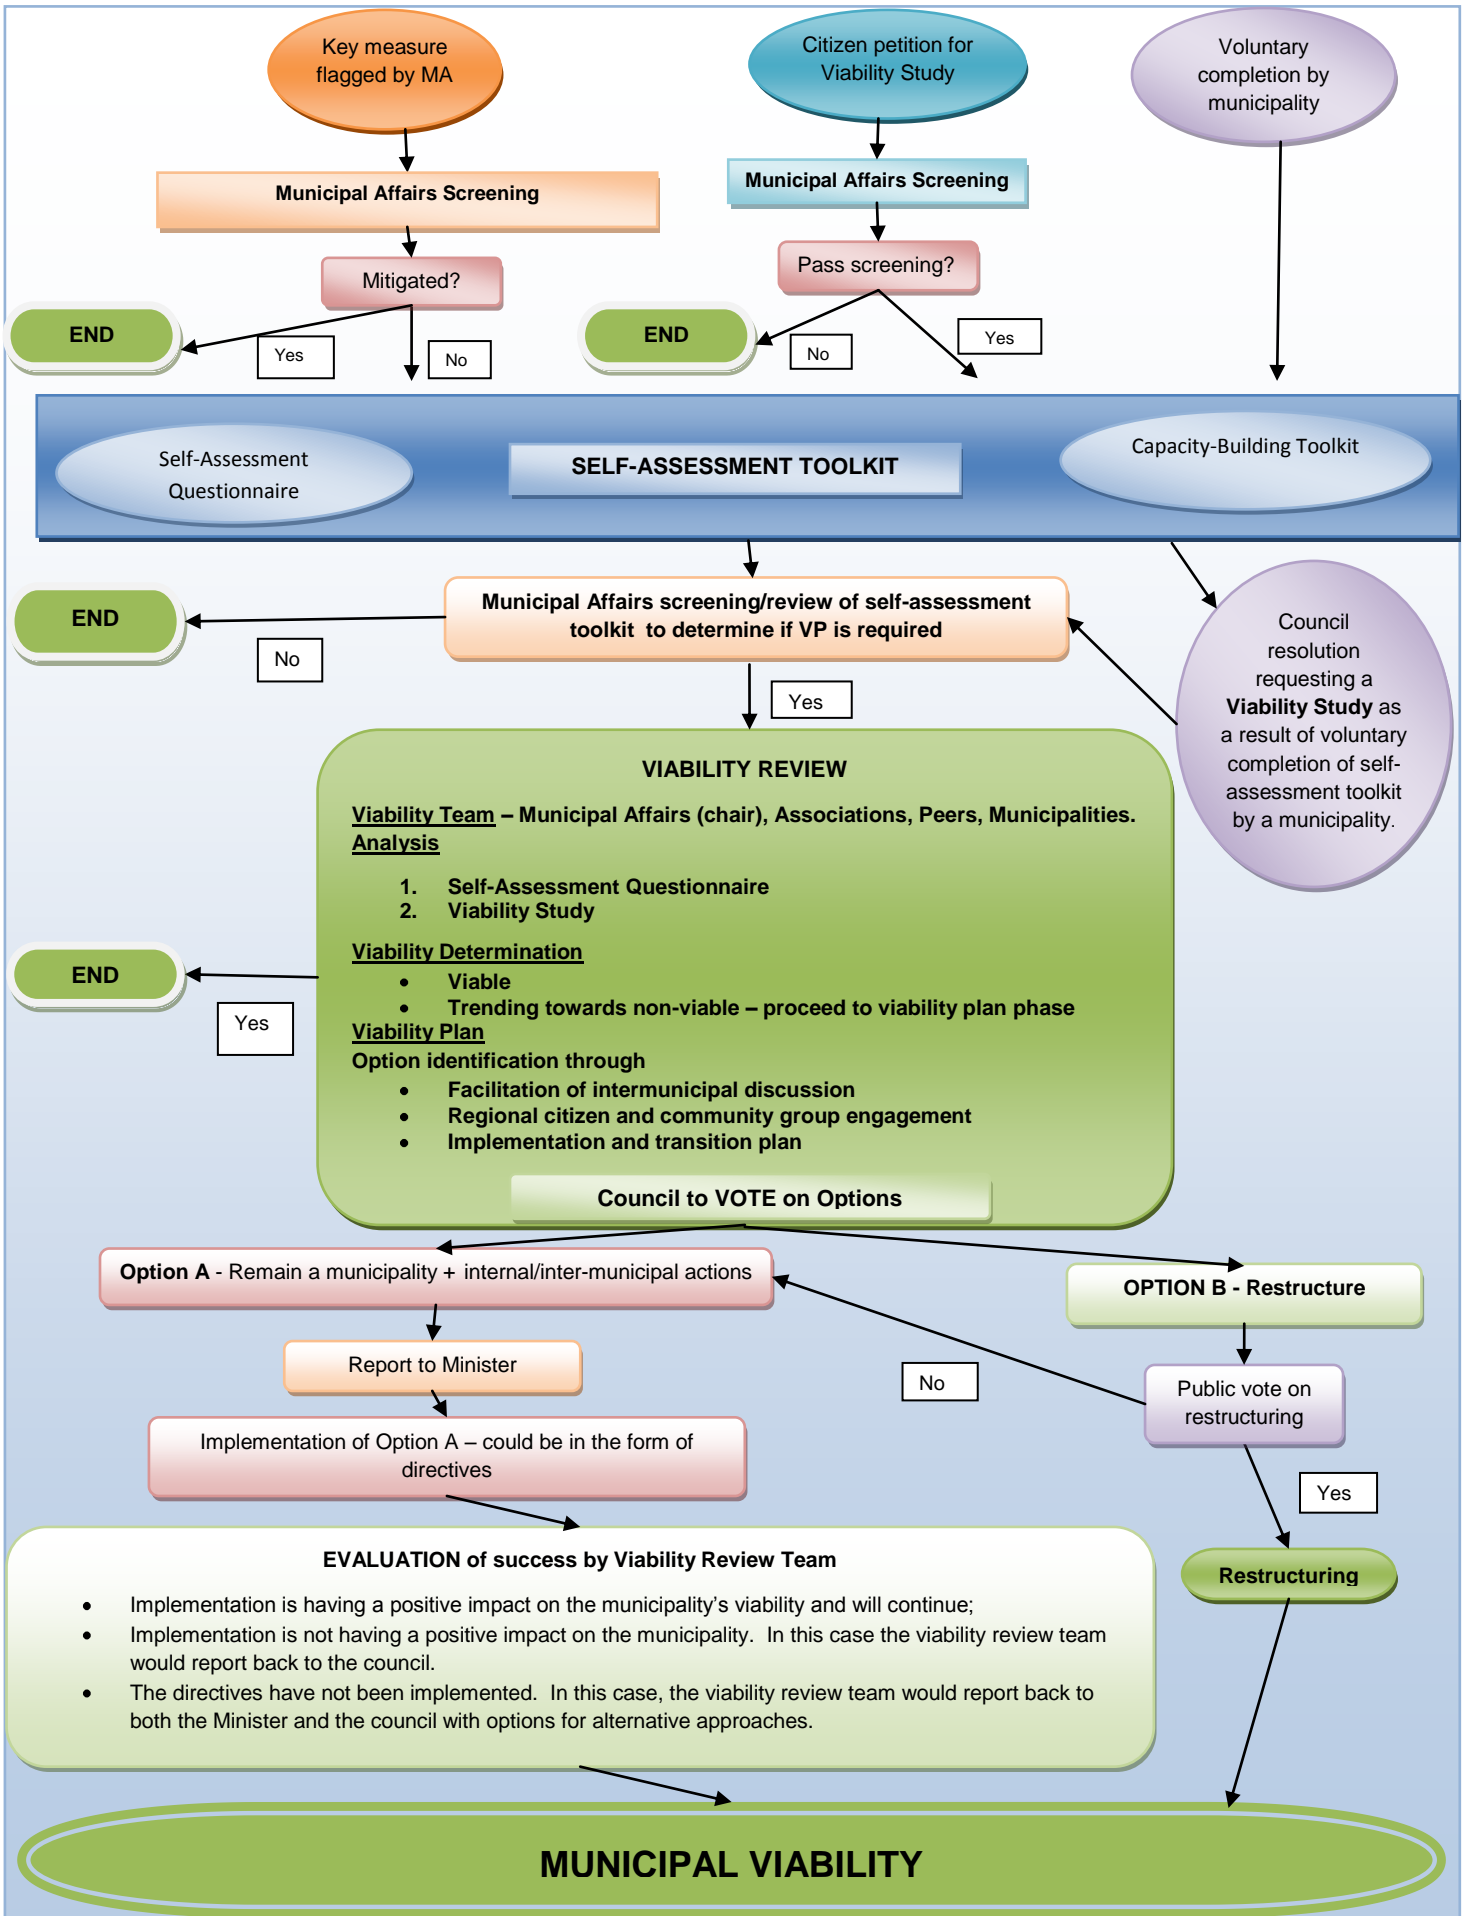 Key measure
flagged by MA
Citizen petition for
Viability Study
Voluntary
completion by
municipality
Municipal Affairs Screening
Municipal Affairs Screening
Mitigated?
Pass screening?
END
Yes
No
END
No
Yes
Self-Assessment
Questionnaire
SELF-ASSESSMENT TOOLKIT
Capacity-Building Toolkit
Municipal Affairs screening/review of self-assessment
toolkit to determine if VP is required
END
No
Yes
Council
resolution
requesting a
Viability Study as
a result of voluntary
completion of self-
assessment toolkit
by a municipality.
VIABILITY REVIEW
Viability Team – Municipal Affairs (chair), Associations, Peers, Municipalities.
Analysis
1. Self-Assessment Questionnaire
2. Viability Study
Viability Determination
• Viable
• Trending towards non-viable – proceed to viability plan phase
Viability Plan
Option identification through
• Facilitation of intermunicipal discussion
• Regional citizen and community group engagement
• Implementation and transition plan
Council to VOTE on Options
END
Yes
Option A - Remain a municipality + internal/inter-municipal actions
OPTION B - Restructure
Report to Minister
No
Public vote on
restructuring
Implementation of Option A – could be in the form of
directives
Yes
EVALUATION of success by Viability Review Team
• Implementation is having a positive impact on the municipality's viability and will continue;
• Implementation is not having a positive impact on the municipality. In this case the viability review team
would report back to the council.
• The directives have not been implemented. In this case, the viability review team would report back to
both the Minister and the council with options for alternative approaches.
Restructuring
MUNICIPAL VIABILITY